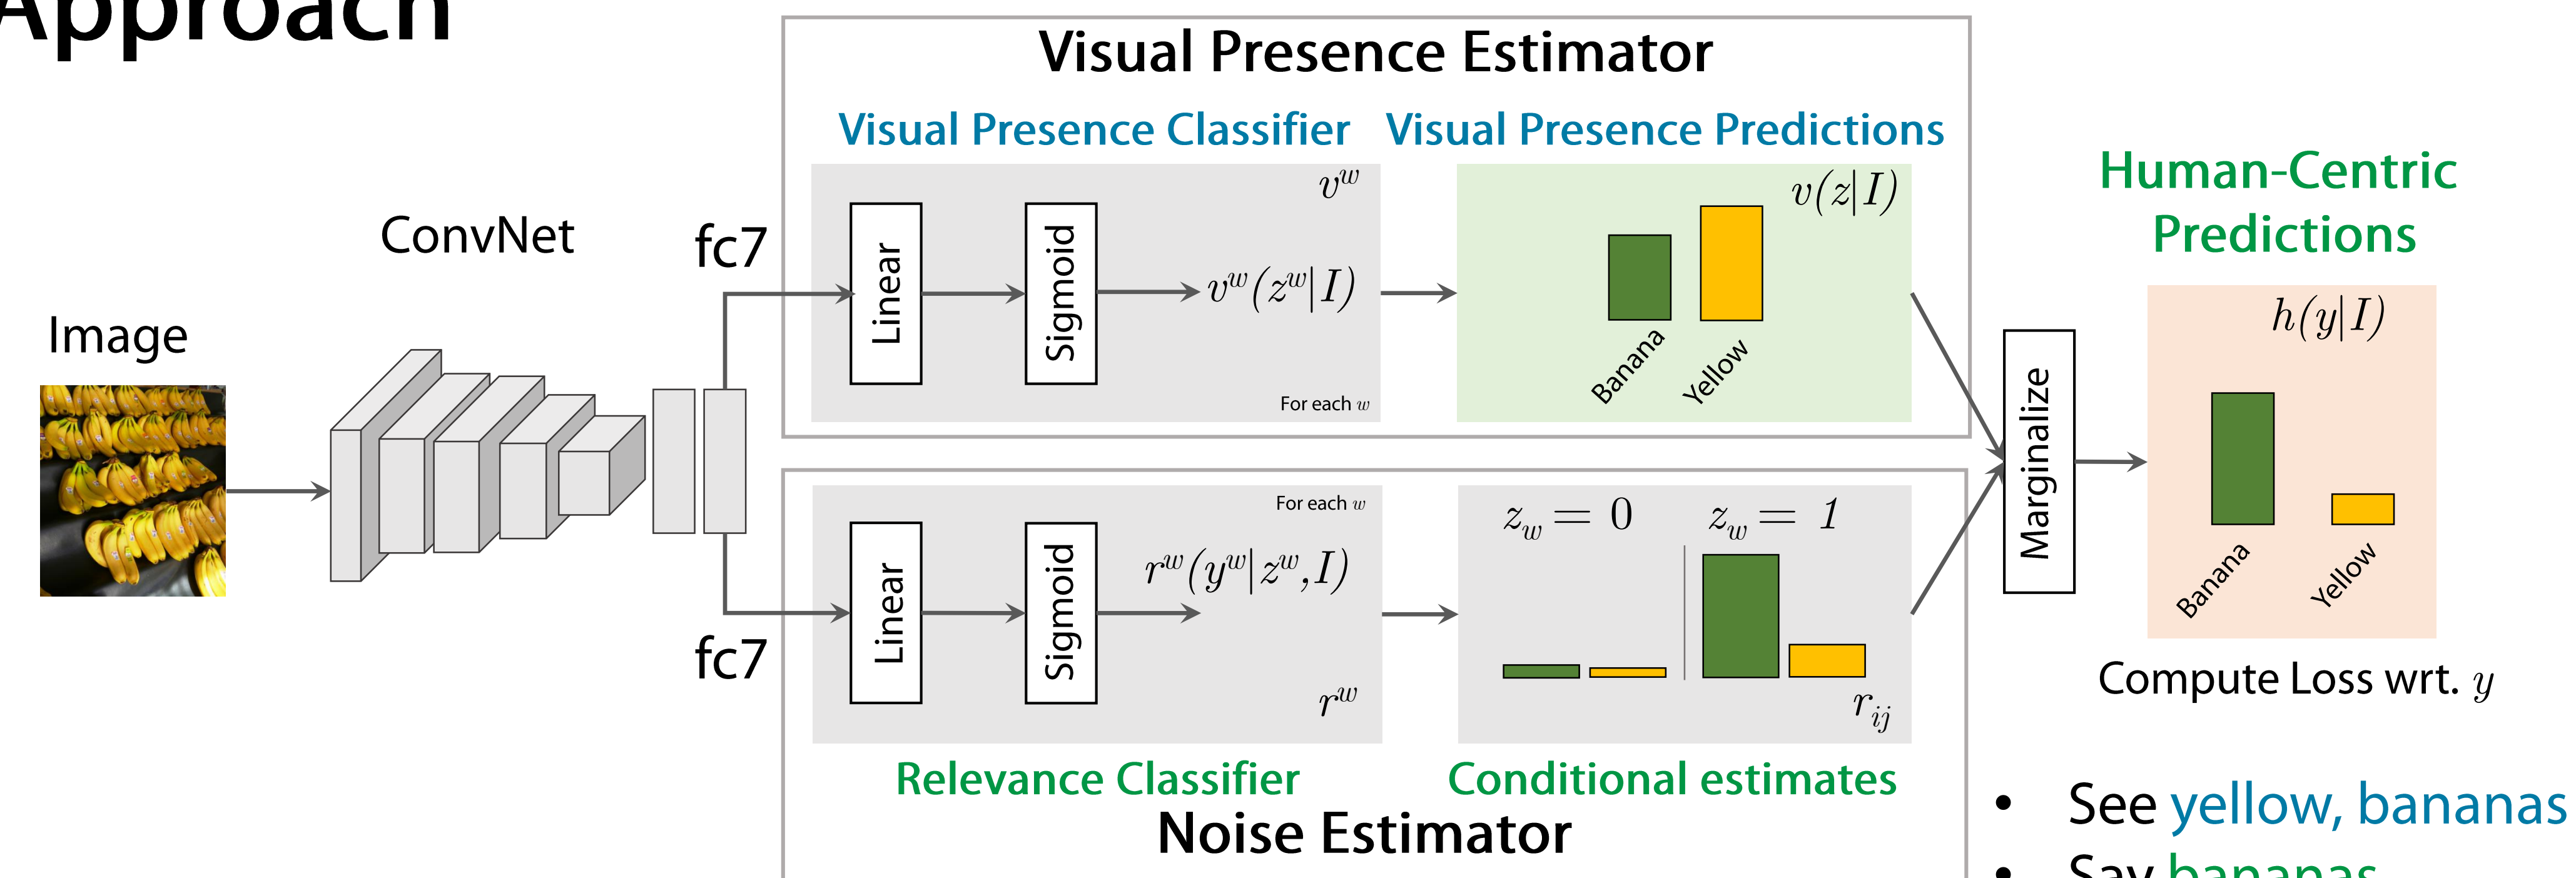 Approach
Visual Presence Estimator
Visual Presence Classifier
Visual Presence Predictions
v^w
v(z|I)
Human-Centric
Predictions
ConvNet
fc7
Linear
Sigmoid
v^w(z^w|I)
For each w
Banana
Yellow
h(y|I)
Image
Marginalize
Banana
Yellow
For each w
z_w = 0
z_w = 1
Linear
Sigmoid
r^w(y^w|z^w,I)
fc7
r^w
r_ij
Compute Loss wrt. y
Relevance Classifier
Conditional estimates
Noise Estimator
• See yellow, bananas
• Say bananas